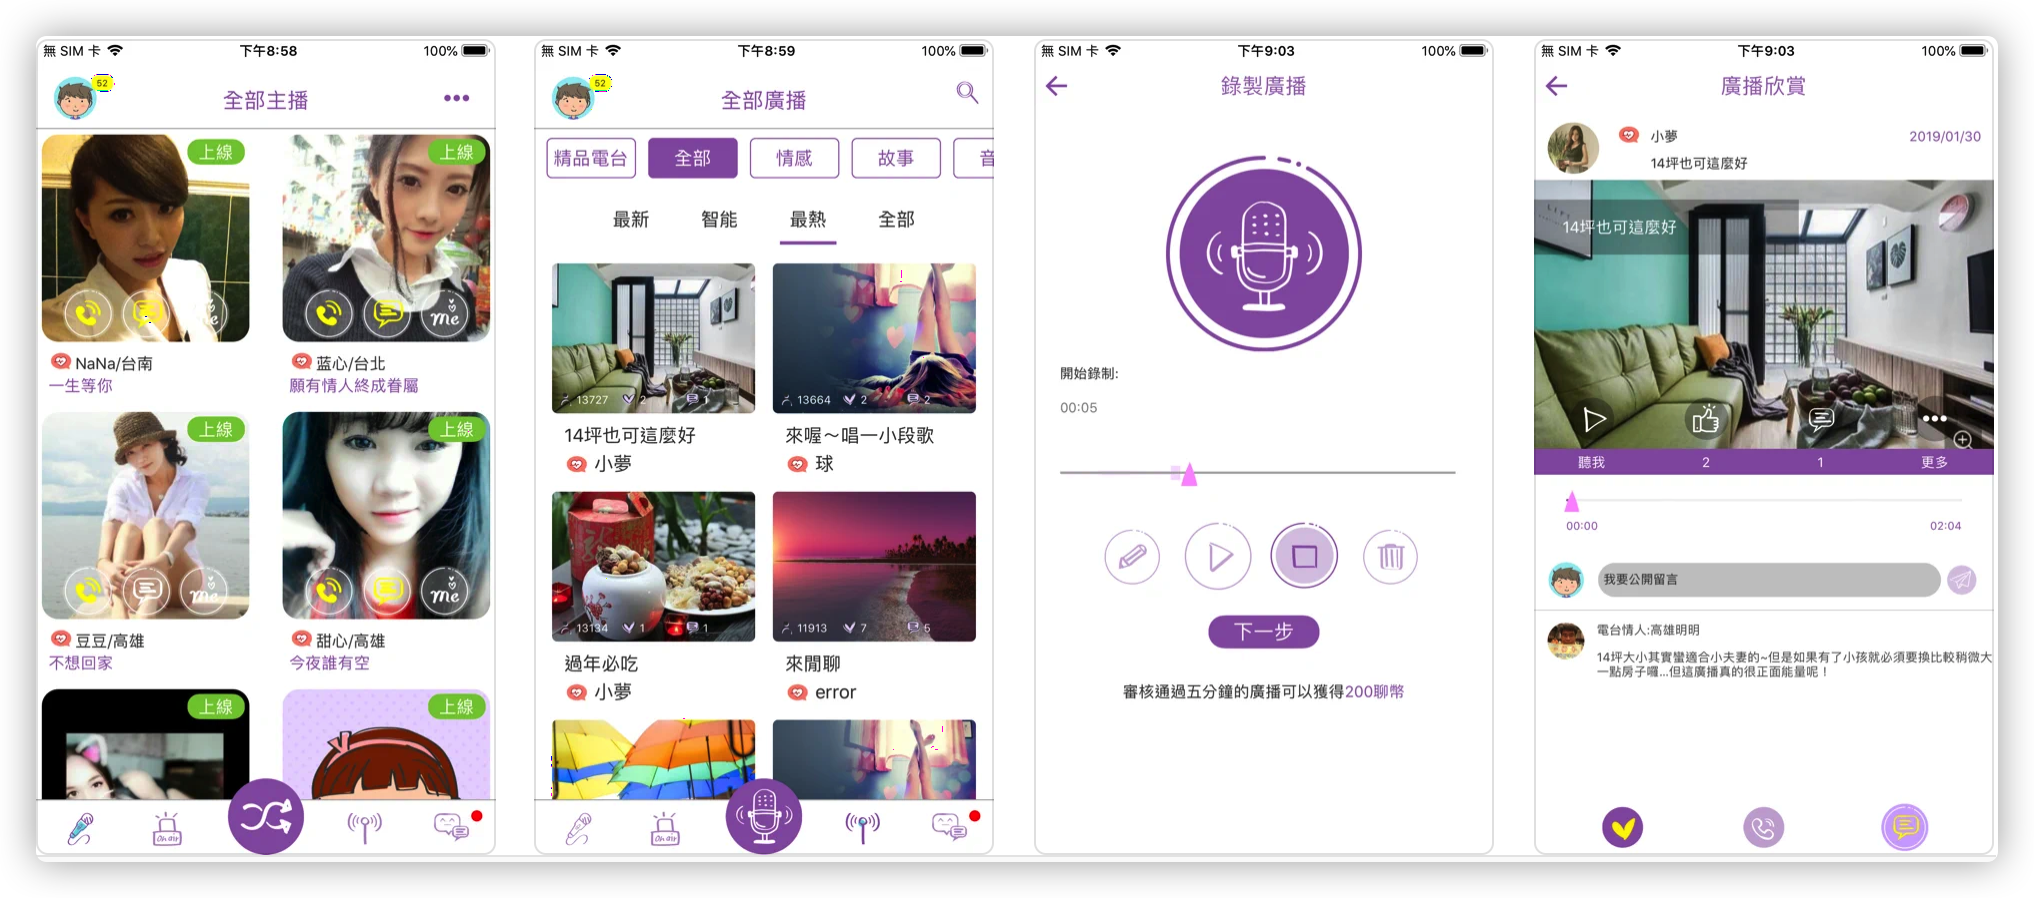 無 SIM 卡
下午8:58
100%
52
全部主播
上線
上線
me
NaNa/台南
一生等你
蓝心/台北
願有情人終成眷屬
上線
上線
me
me
豆豆/高雄
不想回家
甜心/高雄
今夜誰有空
上線
上線
On air
無 SIM 卡
下午8:59
100%
52
全部廣播
精品電台
全部
情感
故事
音
最新
智能
最熱
全部
13727 2 1
13664 2 2
14坪也可這麼好
小夢
來喔～唱一小段歌
球
13134 1 1
11913 7 5
過年必吃
小夢
來閒聊
error
On air
無 SIM 卡
下午9:03
100%
錄製廣播
開始錄制:
00:05
下一步
審核通過五分鐘的廣播可以獲得200聊幣
無 SIM 卡
下午9:03
100%
廣播欣賞
小夢
2019/01/30
14坪也可這麼好
14坪也可這麼好
聽我
2
1
更多
00:00
02:04
我要公開留言
電台情人:高雄明明
14坪大小其實蠻適合小夫妻的~但是如果有了小孩就必須要換比較稍微大
一點房子囉...但這廣播真的很正面能量呢！